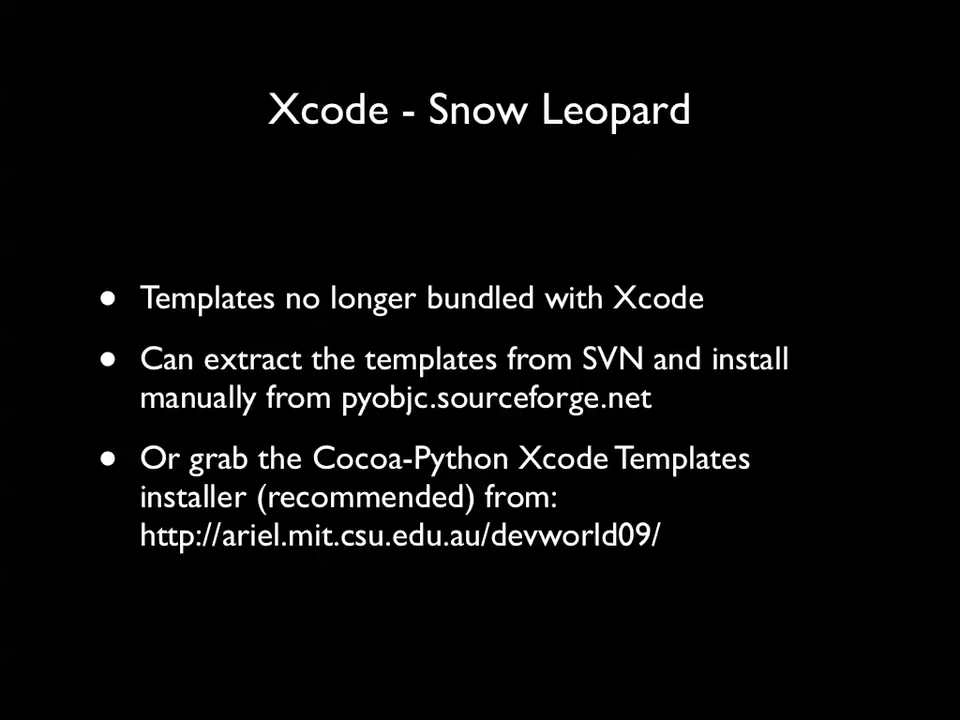 Xcode - Snow Leopard
• Templates no longer bundled with Xcode
• Can extract the templates from SVN and install
manually from pyobjc.sourceforge.net
• Or grab the Cocoa-Python Xcode Templates
installer (recommended) from:
http://ariel.mit.csu.edu.au/devworld09/